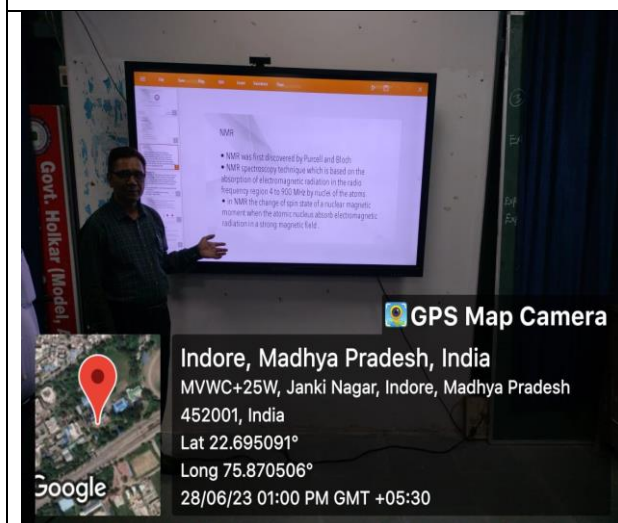 NMR
• NMR was first discovered by Purcell and Bloch
• NMR spectroscopy technique which is based on the
absorption of electromagnetic radiation in the radio
frequency region 4 to 900 MHz by nuclei of the atoms.
• in NMR the change of spin state of a nuclear magnetic
moment when the atomic nucleus absorb electromagnetic
radiation in a strong magnetic field.
Govt. Holkar (Model,
GPS Map Camera
Indore, Madhya Pradesh, India
MVWC+25W, Janki Nagar, Indore, Madhya Pradesh
452001, India
Lat 22.695091°
Long 75.870506°
28/06/23 01:00 PM GMT +05:30
Google